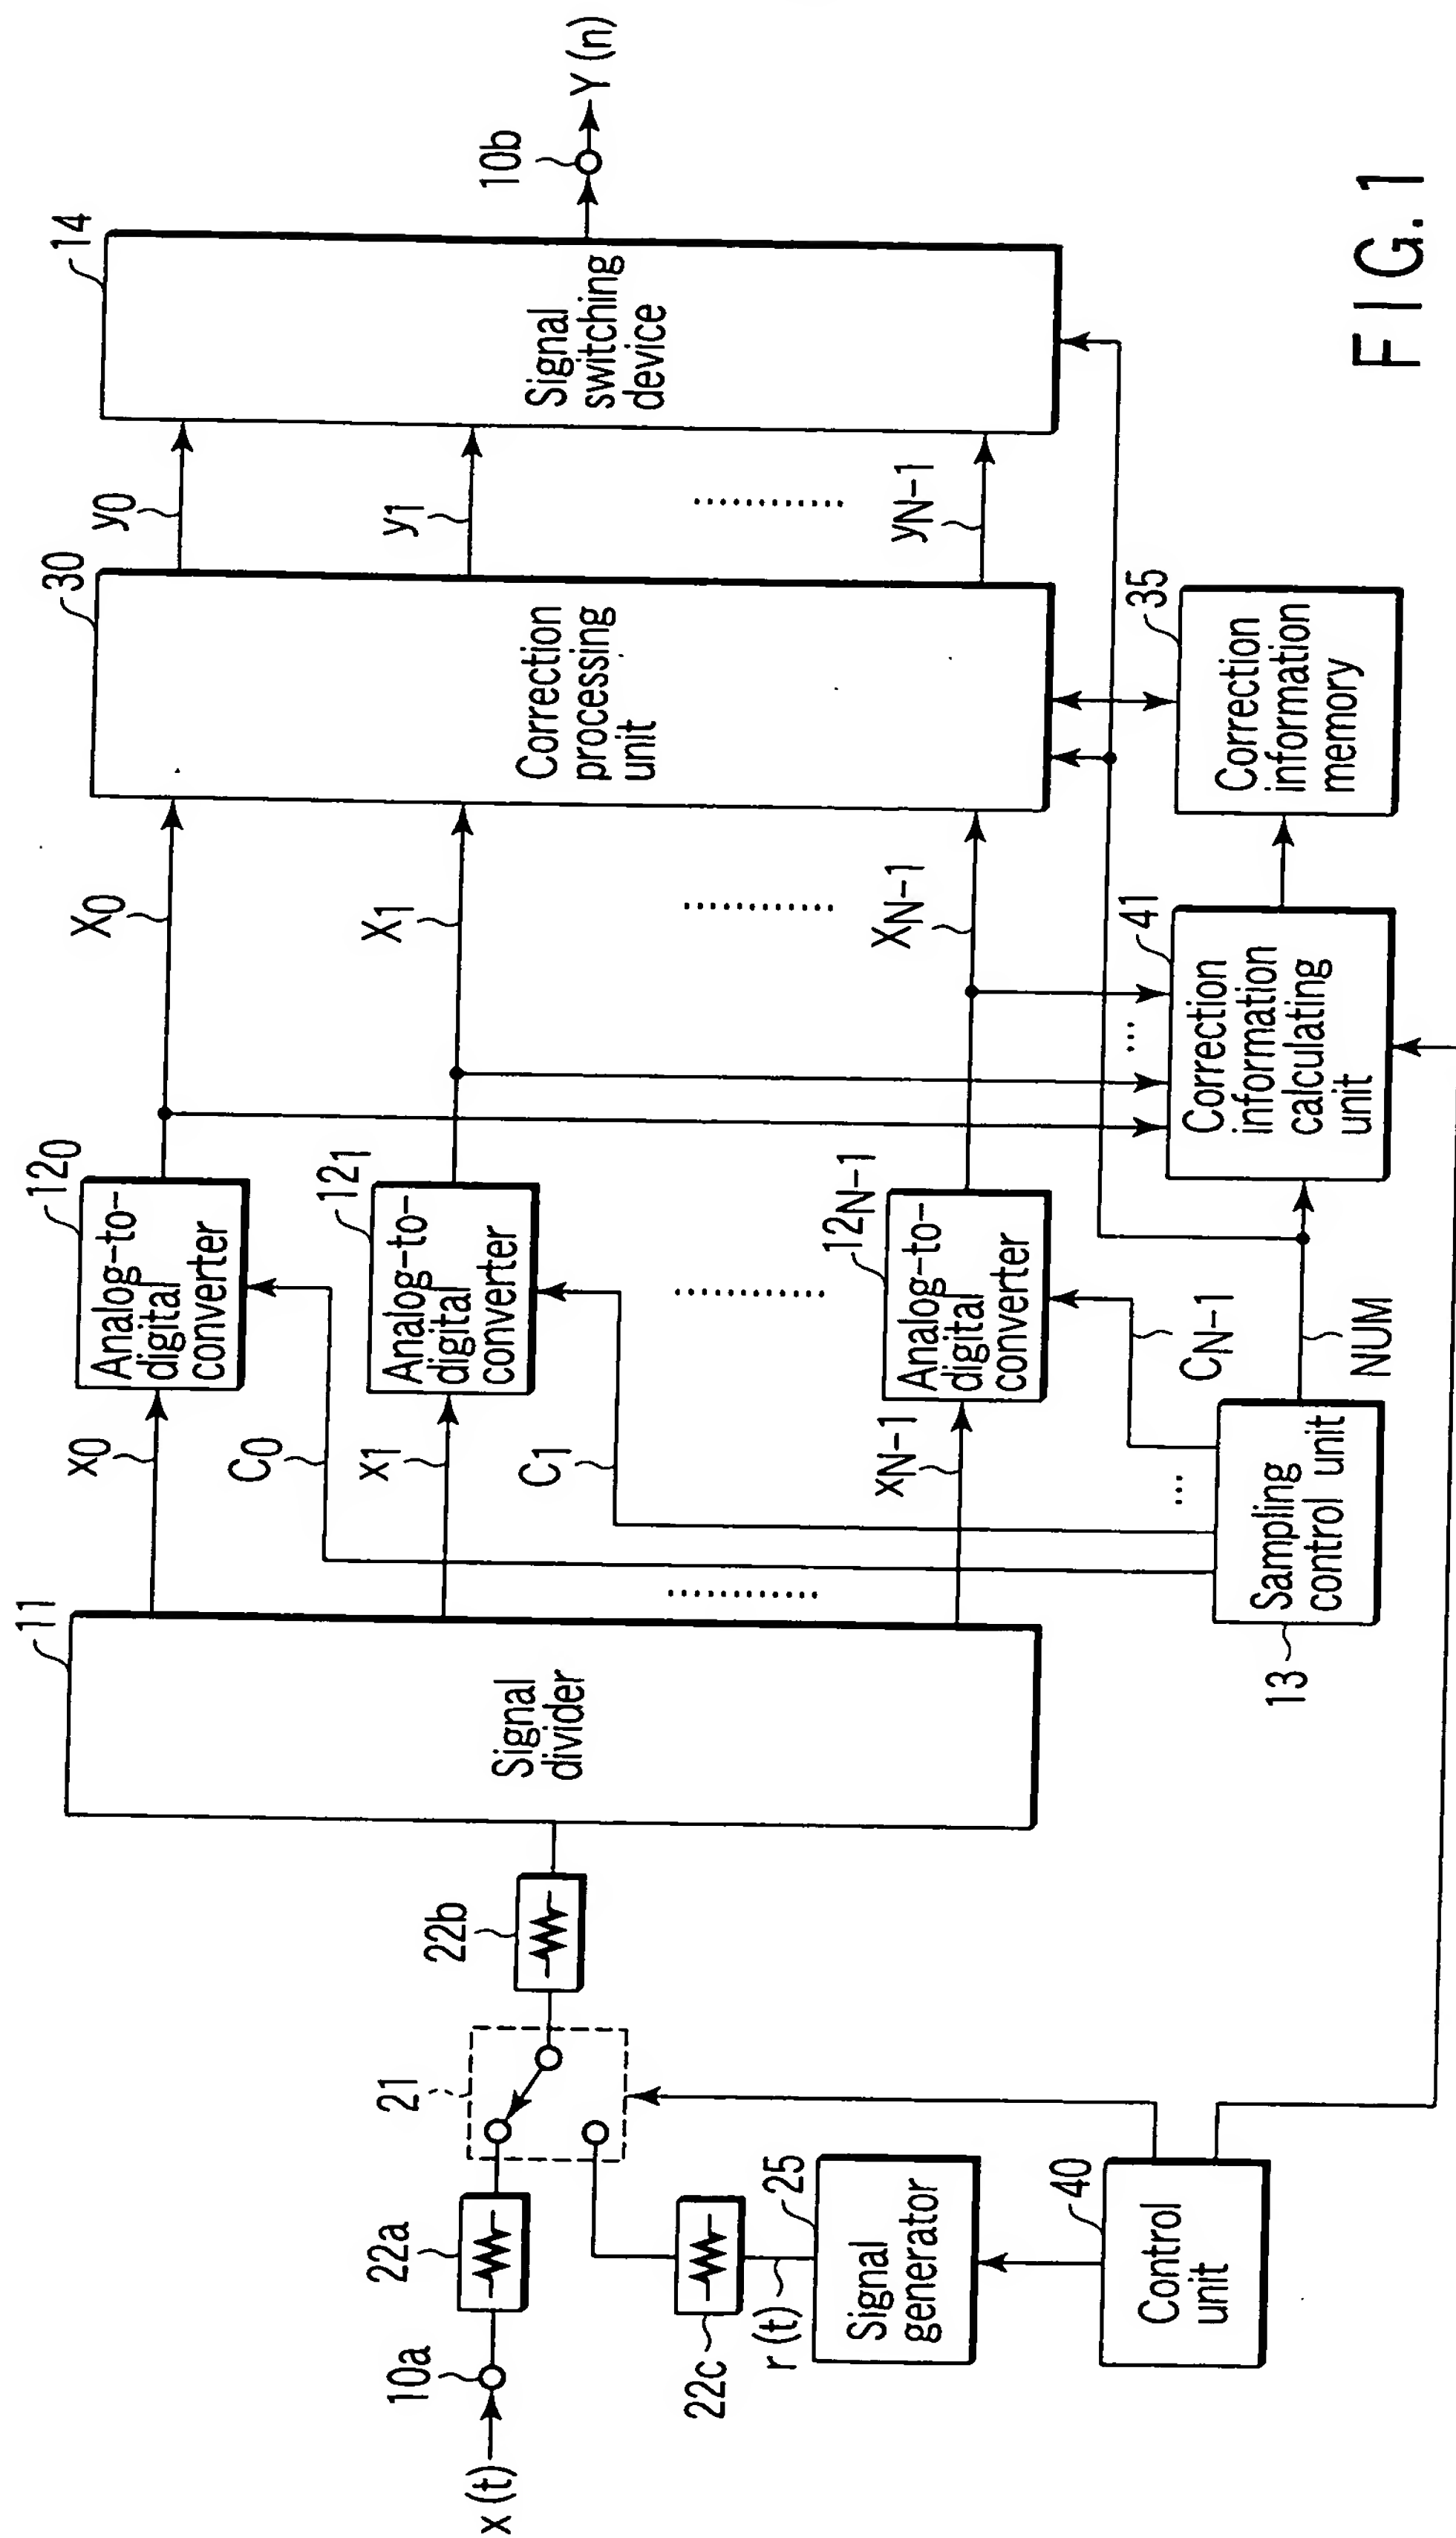 x (t)
10a
22a
21
22b
22c
r (t)
25
Signal
generator
40
Control
unit
11
Signal
divider
x0
x1
xN–1
C0
C1
CN–1
...
13
Sampling
control unit
NUM
120
Analog–to–
digital
converter
121
Analog–to–
digital
converter
12N–1
Analog–to–
digital
converter
X0
X1
XN–1
...
41
Correction
information
calculating
unit
35
Correction
information
memory
30
Correction
processing
unit
y0
y1
yN–1
14
Signal
switching
device
10b
Y (n)
FIG. 1